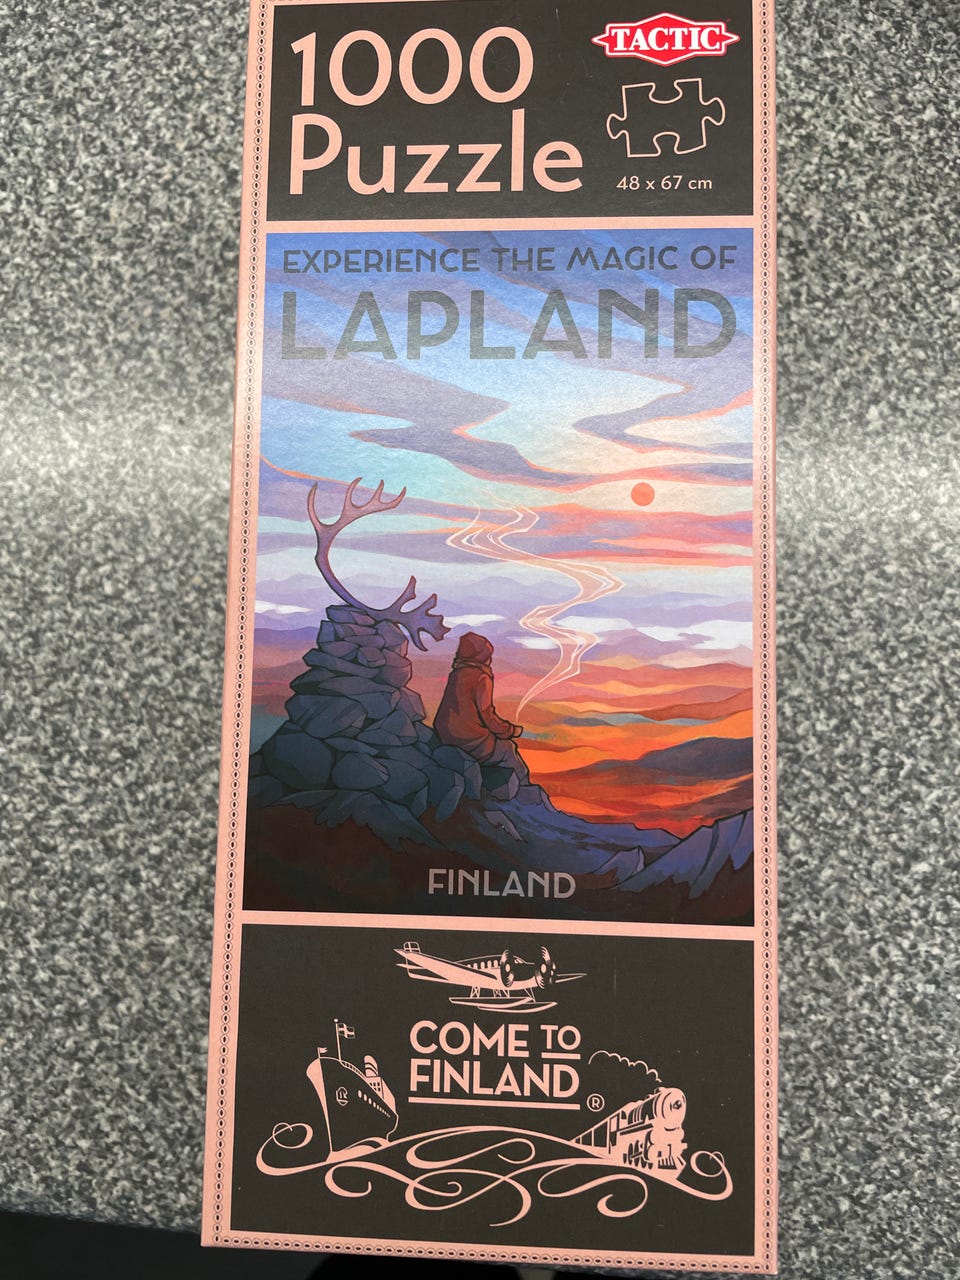 1000
TACTIC
Puzzle
48 x 67 cm
EXPERIENCE THE MAGIC OF
LAPLAND
FINLAND
COME TO
FINLAND
®